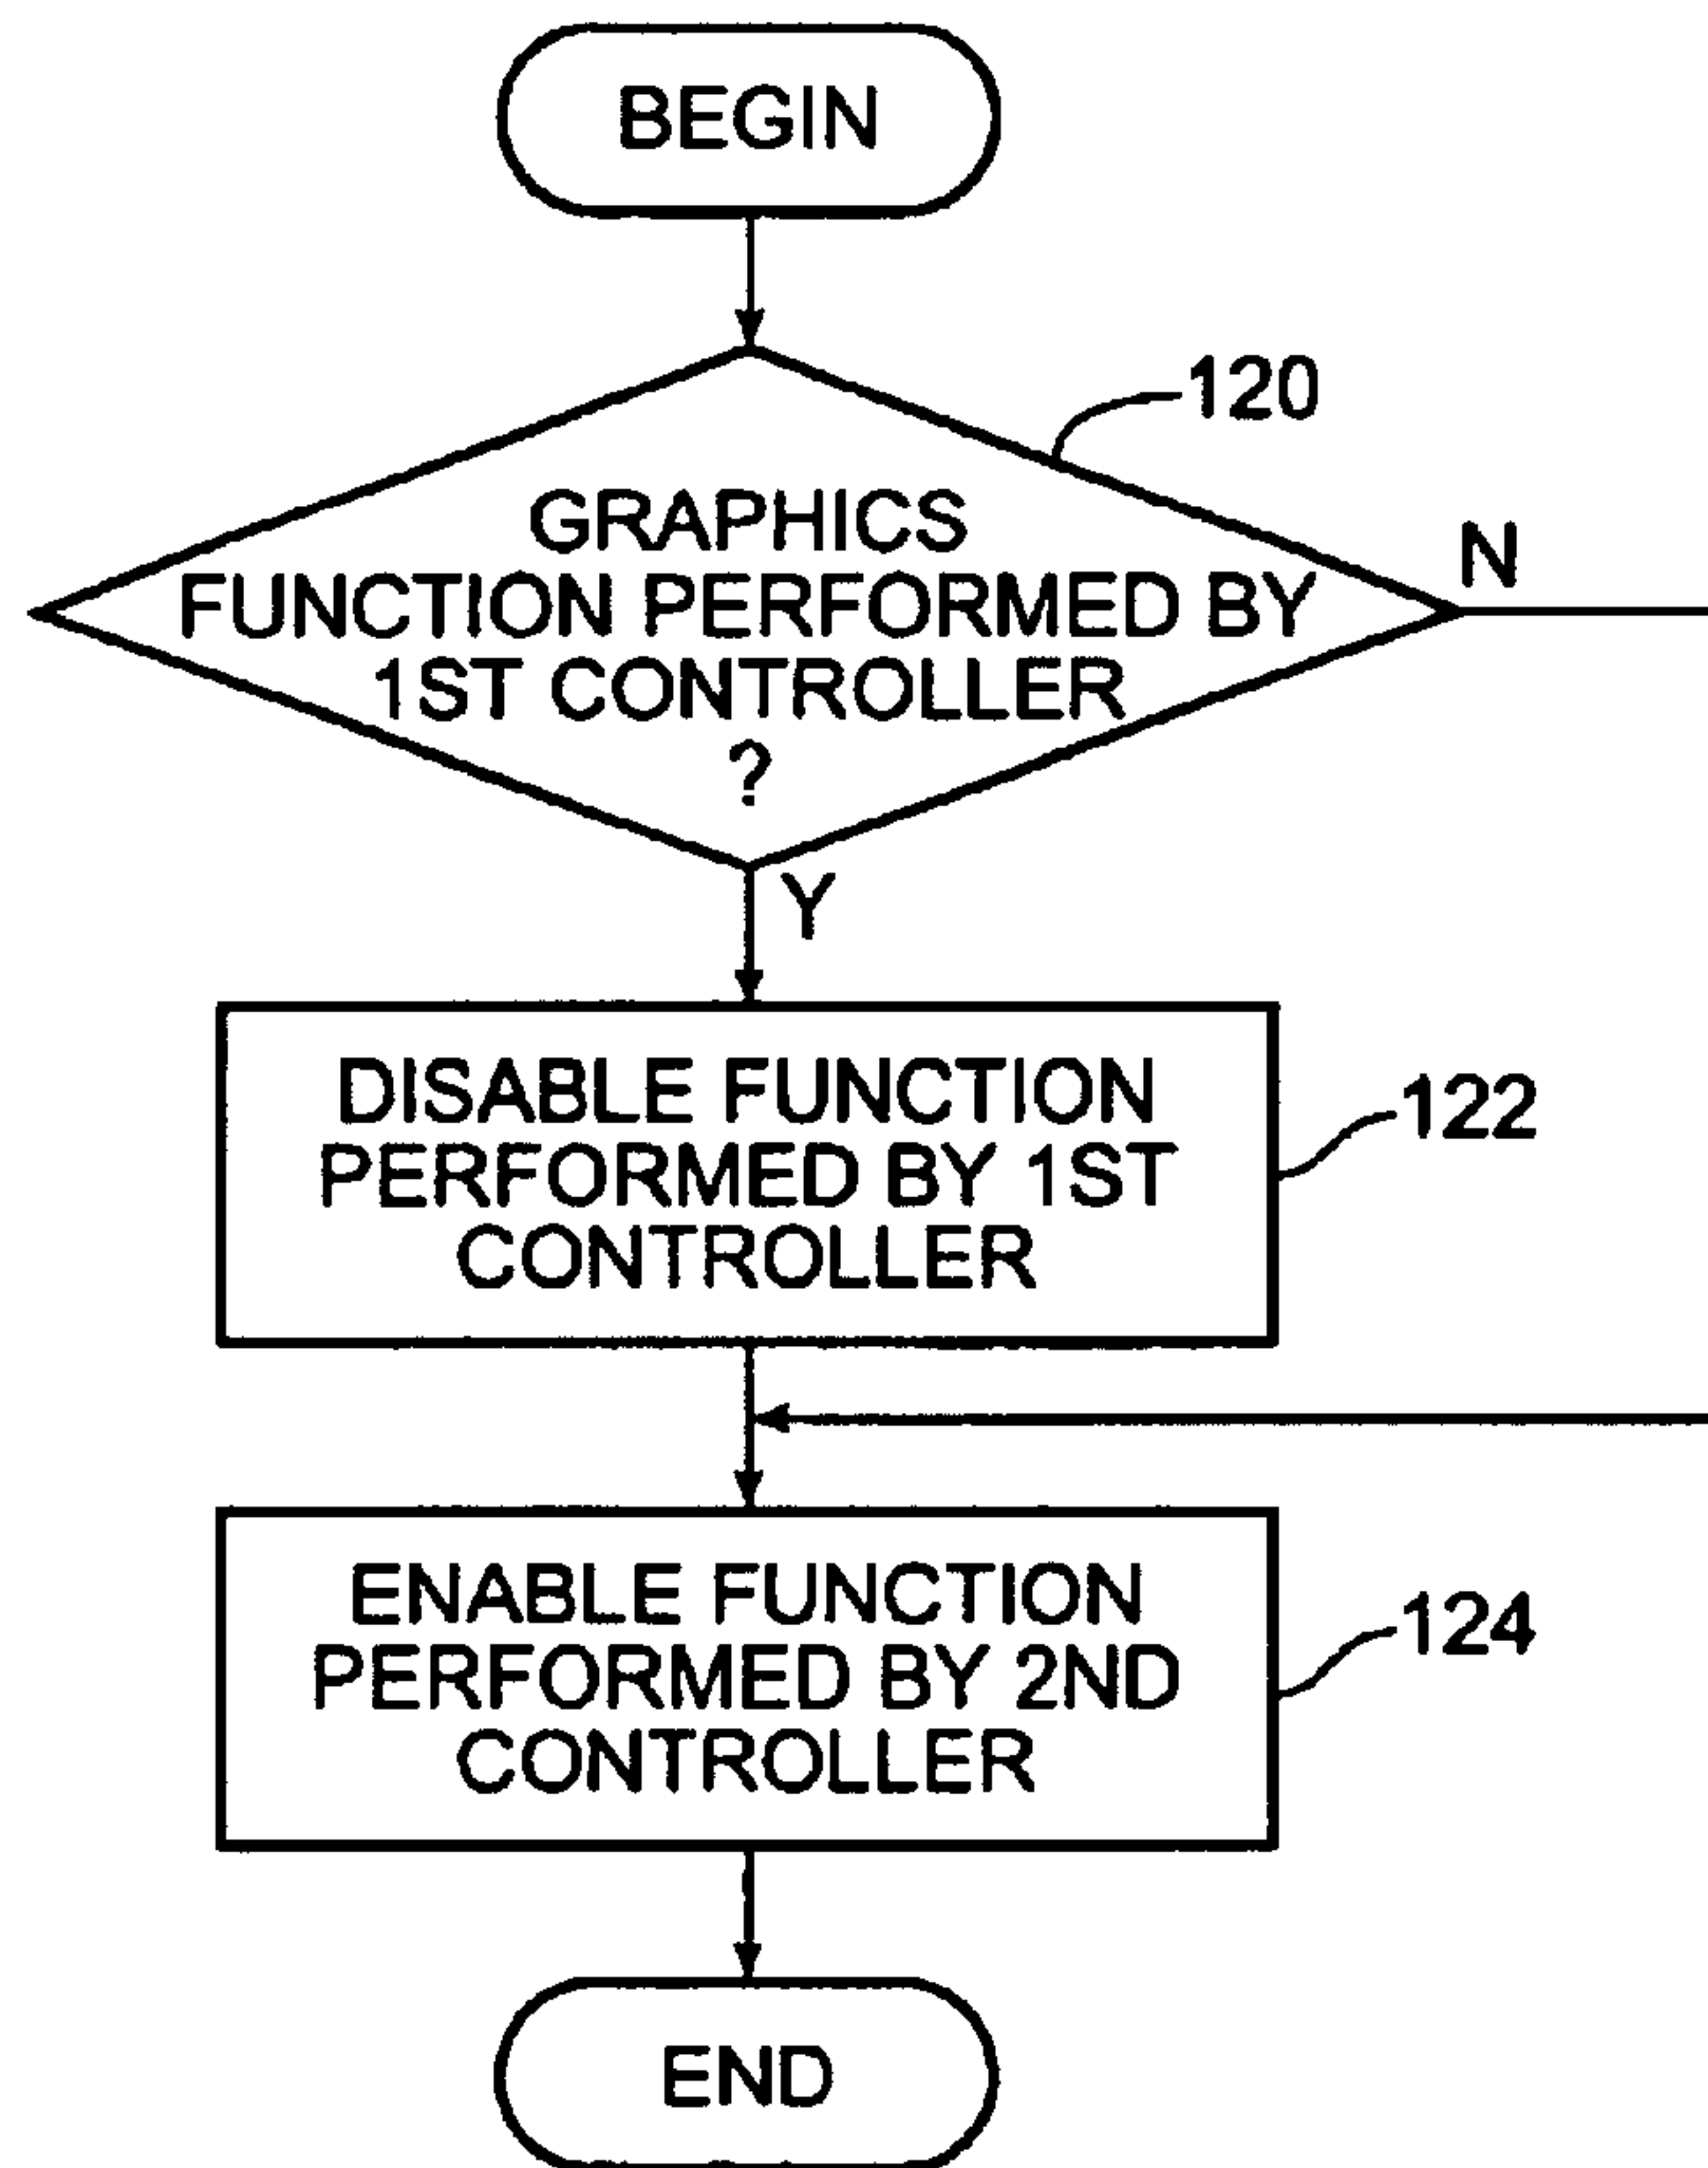 BEGIN
120
GRAPHICS
FUNCTION PERFORMED BY
1ST CONTROLLER
?
N
Y
DISABLE FUNCTION
PERFORMED BY 1ST
CONTROLLER
122
ENABLE FUNCTION
PERFORMED BY 2ND
CONTROLLER
124
END